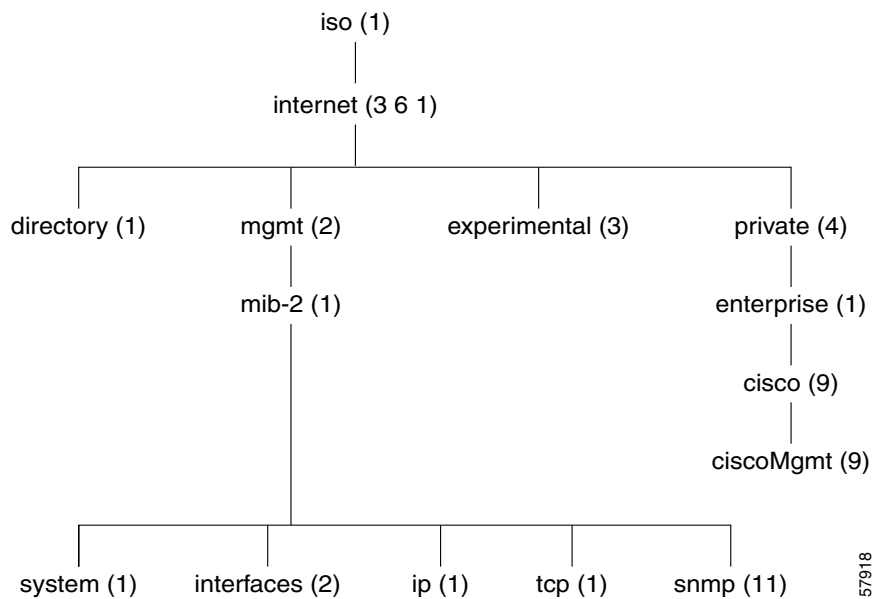 iso (1)
internet (3 6 1)
directory (1)
mgmt (2)
experimental (3)
private (4)
mib-2 (1)
enterprise (1)
cisco (9)
ciscoMgmt (9)
system (1)
interfaces (2)
ip (1)
tcp (1)
snmp (11)
57918